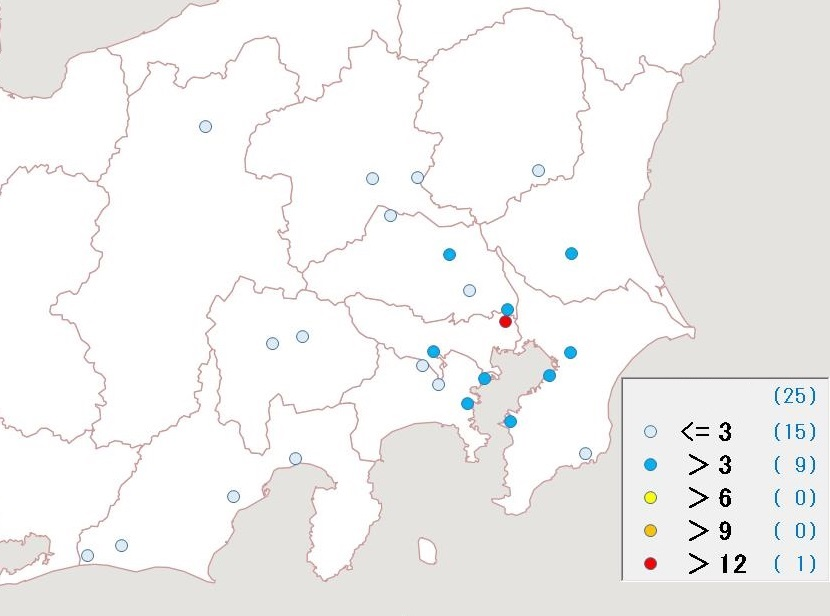 (25)
<= 3 (15)
> 3 ( 9)
> 6 ( 0)
> 9 ( 0)
> 12 ( 1)